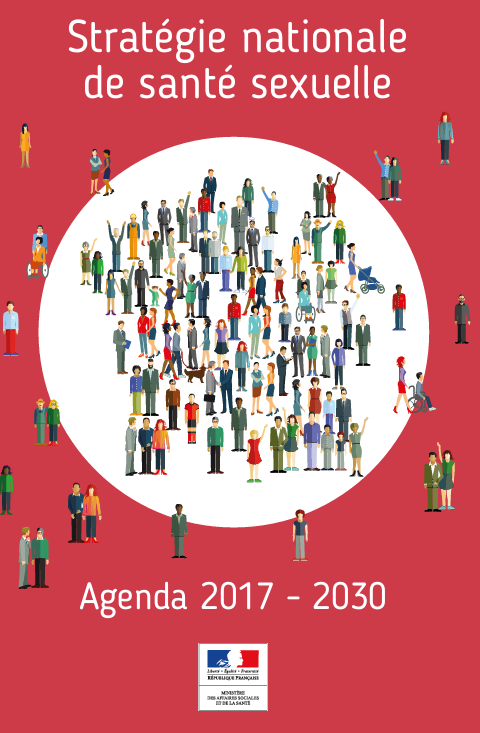 Stratégie nationale
de santé sexuelle
Agenda 2017 - 2030
Liberté • Égalité • Fraternité
RÉPUBLIQUE FRANÇAISE
MINISTÈRE
DES AFFAIRES SOCIALES
ET DE LA SANTÉ